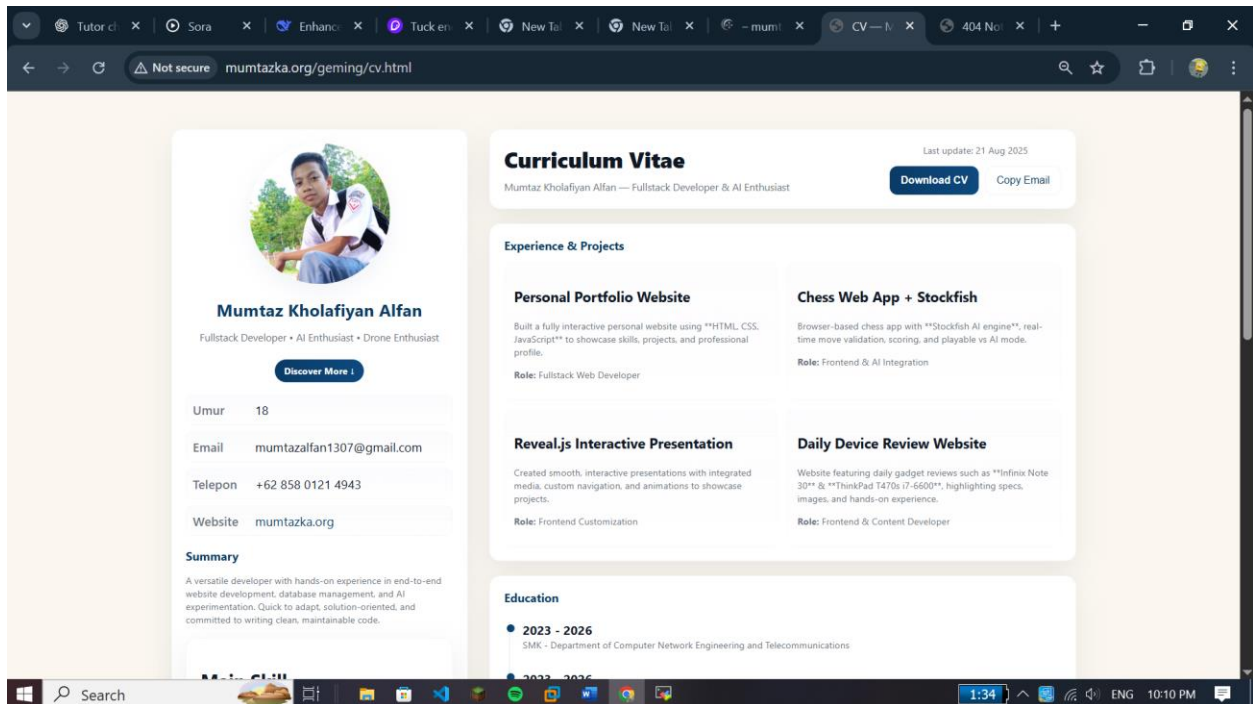 Tutor ch
Sora
Enhance
Tuck en
New Tal
New Tal
– mumt
CV — M
404 No
Not secure
mumtazka.org/geming/cv.html
Mumtaz Kholafiyan Alfan
Fullstack Developer • AI Enthusiast • Drone Enthusiast
Discover More ↓
Umur 18
Email mumtazalfan1307@gmail.com
Telepon +62 858 0121 4943
Website mumtazka.org
Summary
A versatile developer with hands-on experience in end-to-end
website development, database management, and AI
experimentation. Quick to adapt, solution-oriented, and
committed to writing clean, maintainable code.
Main Skill
Curriculum Vitae
Mumtaz Kholafiyan Alfan — Fullstack Developer & AI Enthusiast
Last update: 21 Aug 2025
Download CV
Copy Email
Experience & Projects
Personal Portfolio Website
Built a fully interactive personal website using **HTML, CSS,
JavaScript** to showcase skills, projects, and professional
profile.
Role: Fullstack Web Developer
Chess Web App + Stockfish
Browser-based chess app with **Stockfish AI engine**, real-
time move validation, scoring, and playable vs AI mode.
Role: Frontend & AI Integration
Reveal.js Interactive Presentation
Created smooth, interactive presentations with integrated
media, custom navigation, and animations to showcase
projects.
Role: Frontend Customization
Daily Device Review Website
Website featuring daily gadget reviews such as **Infinix Note
30** & **ThinkPad T470s i7-6600**, highlighting specs,
images, and hands-on experience.
Role: Frontend & Content Developer
Education
2023 - 2026
SMK - Department of Computer Network Engineering and Telecommunications
2023 - 2026
Search
1:34
ENG
10:10 PM